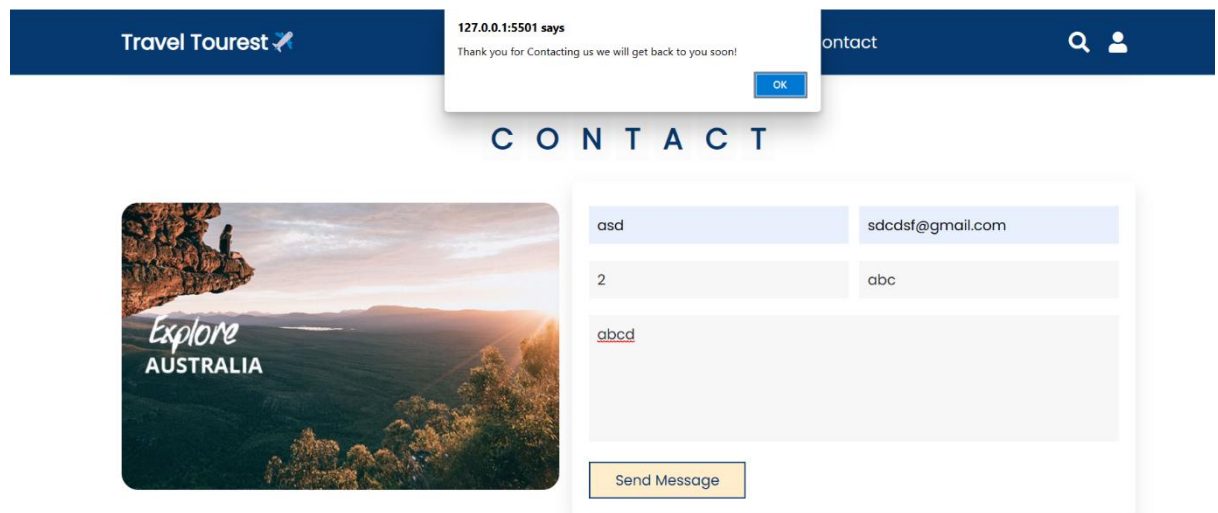 Travel Tourest
127.0.0.1:5501 says
Thank you for Contacting us we will get back to you soon!
OK
ontact
CONTACT
Explore
AUSTRALIA
asd
sdcdsf@gmail.com
2
abc
abcd
Send Message